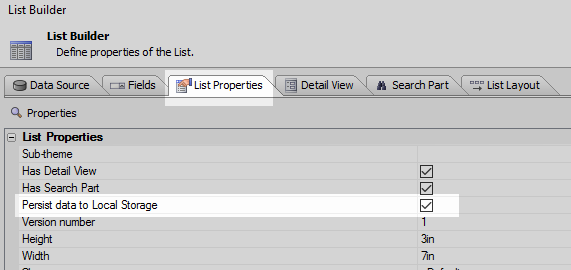 List Builder
List Builder
Define properties of the List.
Data Source Fields List Properties Detail View Search Part List Layout
Properties
List Properties
Sub-theme
Has Detail View
Has Search Part
Persist data to Local Storage
Version number 1
Height 3in
Width 7in